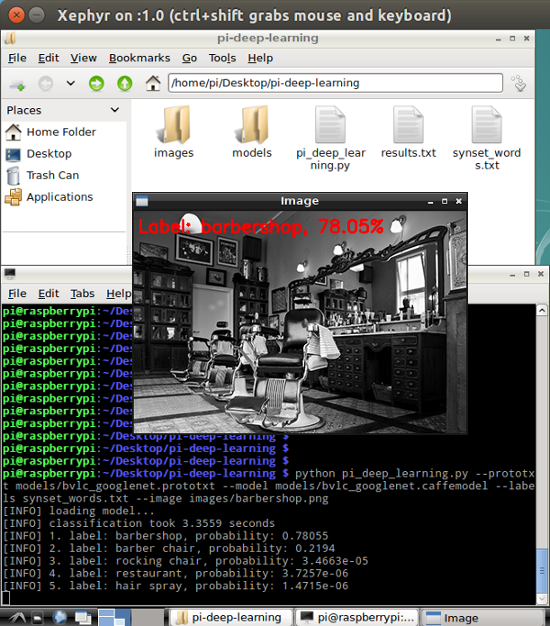 Xephyr on :1.0 (ctrl+shift grabs mouse and keyboard)
pi-deep-learning
File Edit View Bookmarks Go Tools Help
/home/pi/Desktop/pi-deep-learning
Places
Home Folder
Desktop
Trash Can
Applications
images
models
pi_deep_lear
ning.py
results.txt
synset_word
s.txt
Image
Label: barbershop, 78.05%
File Edit Tabs Help
pi@raspberrypi:~/Des
pi@raspberrypi:~/Des
pi@raspberrypi:~/Des
pi@raspberrypi:~/Des
pi@raspberrypi:~/Des
pi@raspberrypi:~/Des
pi@raspberrypi:~/Des
pi@raspberrypi:~/Des
pi@raspberrypi:~/Des
pi@raspberrypi:~/Des
pi@raspberrypi:~/Desktop/pi-deep-learning $
pi@raspberrypi:~/Desktop/pi-deep-learning $
pi@raspberrypi:~/Desktop/pi-deep-learning $
pi@raspberrypi:~/Desktop/pi-deep-learning $ python pi_deep_learning.py --prototx
t models/bvlc_googlenet.prototxt --model models/bvlc_googlenet.caffemodel --labe
ls synset_words.txt --image images/barbershop.png
[INFO] loading model...
[INFO] classification took 3.3559 seconds
[INFO] 1. label: barbershop, probability: 0.78055
[INFO] 2. label: barber chair, probability: 0.2194
[INFO] 3. label: rocking chair, probability: 3.4663e-05
[INFO] 4. label: restaurant, probability: 3.7257e-06
[INFO] 5. label: hair spray, probability: 1.4715e-06
pi-deep-learning
pi@raspberrypi:...
Image